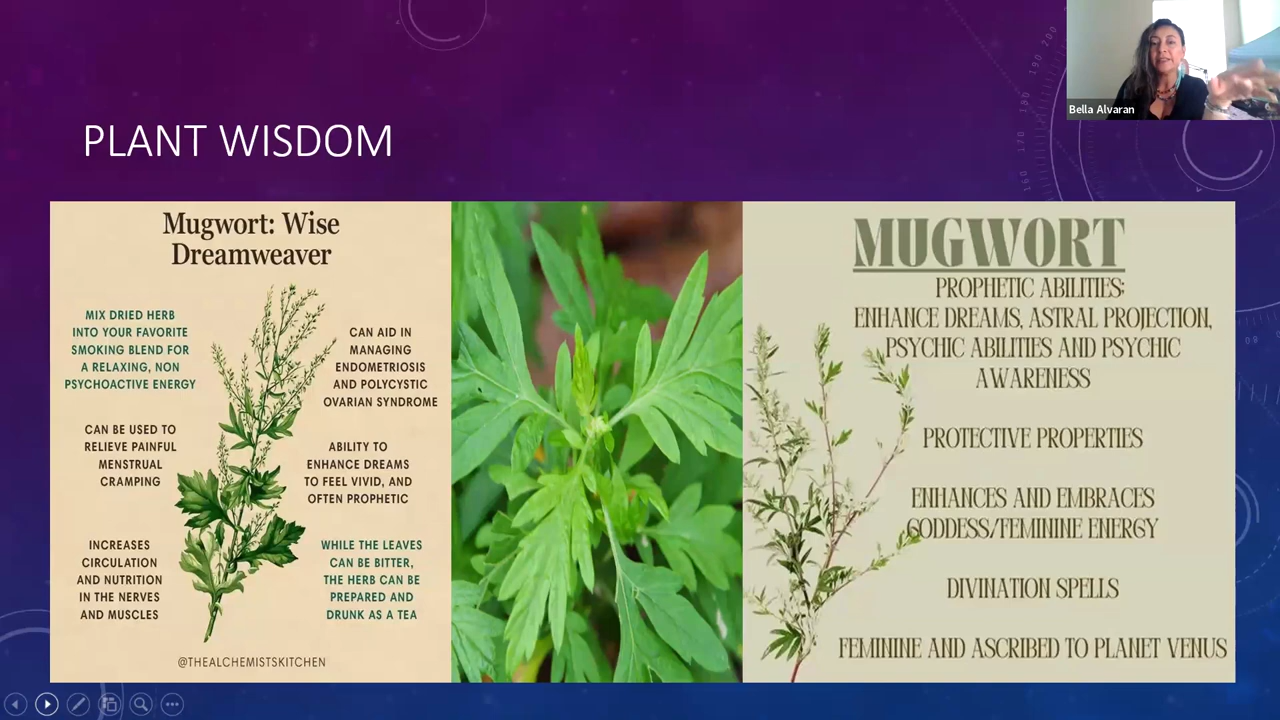 Bella Alvaran
PLANT WISDOM
Mugwort: Wise
Dreamweaver
MIX DRIED HERB
INTO YOUR FAVORITE
SMOKING BLEND FOR
A RELAXING, NON
PSYCHOACTIVE ENERGY
CAN BE USED TO
RELIEVE PAINFUL
MENSTRUAL
CRAMPING
INCREASES
CIRCULATION
AND NUTRITION
IN THE NERVES
AND MUSCLES
CAN AID IN
MANAGING
ENDOMETRIOSIS
AND POLYCYSTIC
OVARIAN SYNDROME
ABILITY TO
ENHANCE DREAMS
TO FEEL VIVID, AND
OFTEN PROPHETIC
WHILE THE LEAVES
CAN BE BITTER,
THE HERB CAN BE
PREPARED AND
DRUNK AS A TEA
@THEALCHEMISTSKITCHEN
MUGWORT
PROPHETIC ABILITIES:
ENHANCE DREAMS, ASTRAL PROJECTION,
PSYCHIC ABILITIES AND PSYCHIC
AWARENESS
PROTECTIVE PROPERTIES
ENHANCES AND EMBRACES
GODDESS/FEMININE ENERGY
DIVINATION SPELLS
FEMININE AND ASCRIBED TO PLANET VENUS
160
170
180
190
200